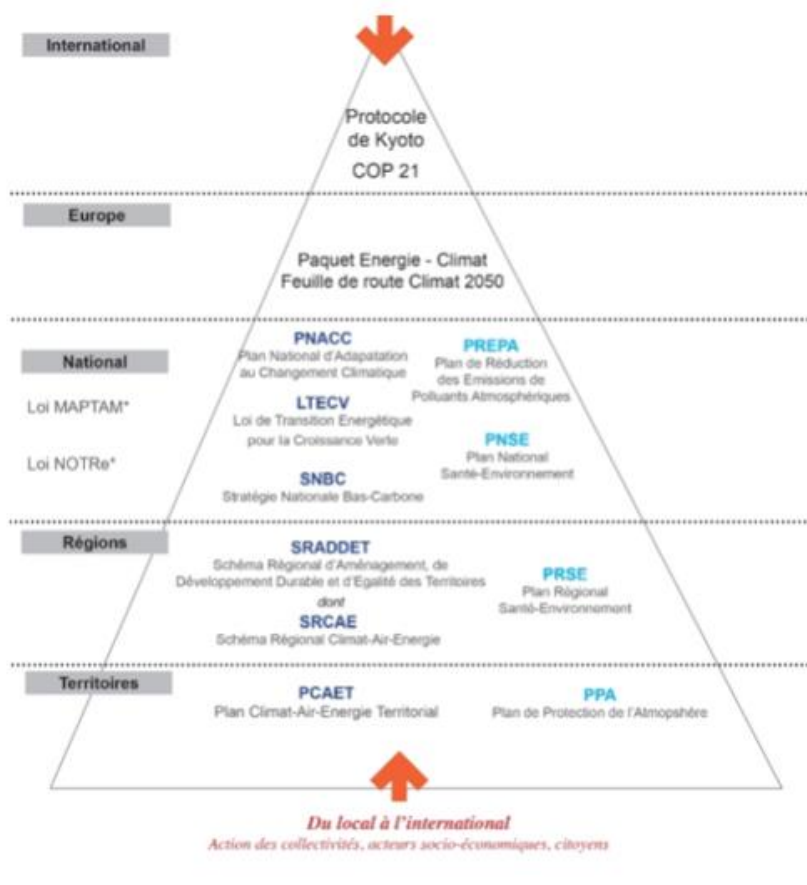 International
Protocole
de Kyoto
COP 21
Europe
Paquet Energie - Climat
Feuille de route Climat 2050
National
Loi MAPTAM*
Loi NOTRe*
PNACC
Plan National d'Adapatation
au Changement Climatique
LTECV
Loi de Transition Energétique
pour la Croissance Verte
SNBC
Stratégie Nationale Bas-Carbone
PREPA
Plan de Réduction
des Emissions de
Polluants Atmosphériques
PNSE
Plan National
Santé-Environnement
Régions
SRADDET
Schéma Régional d'Aménagement, de
Développement Durable et d'Egalité des Territoires
dont
SRCAE
Schéma Régional Climat-Air-Energie
PRSE
Plan Régional
Santé-Environnement
Territoires
PCAET
Plan Climat-Air-Energie Territorial
PPA
Plan de Protection de l'Atmopshère
Du local à l'international
Action des collectivités, acteurs socio-économiques, citoyens